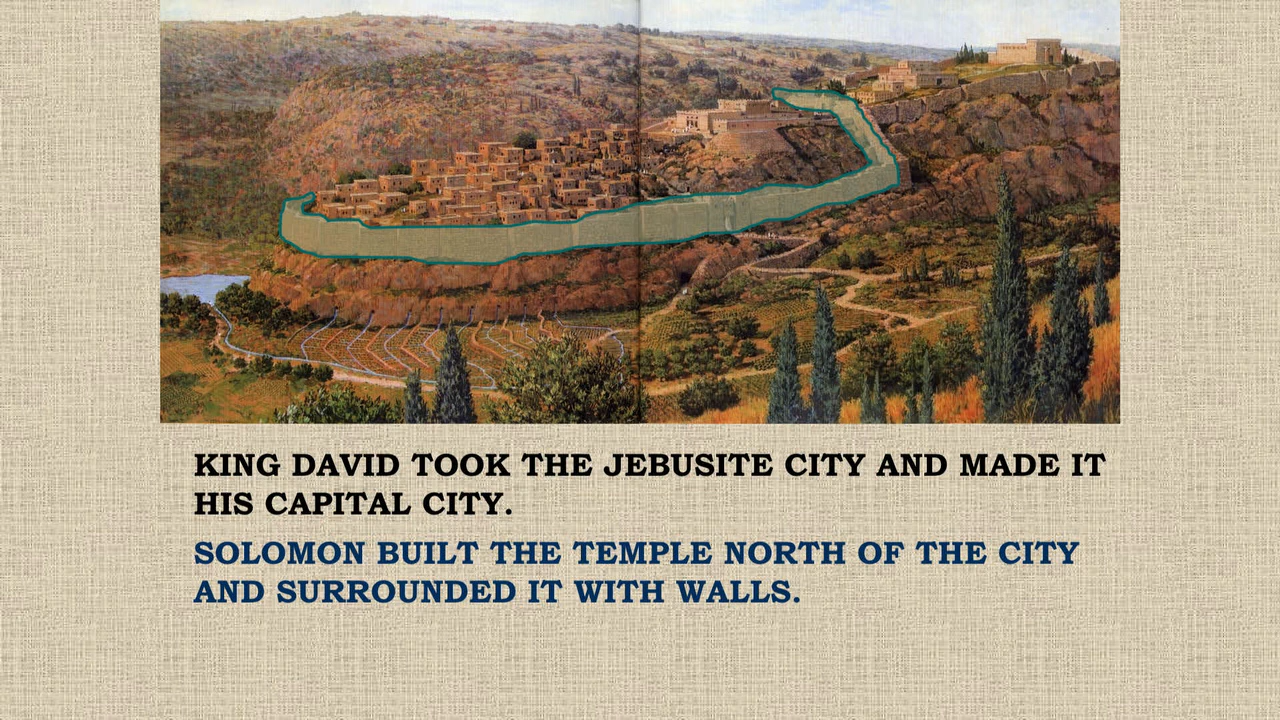 KING DAVID TOOK THE JEBUSITE CITY AND MADE IT
HIS CAPITAL CITY.
SOLOMON BUILT THE TEMPLE NORTH OF THE CITY
AND SURROUNDED IT WITH WALLS.